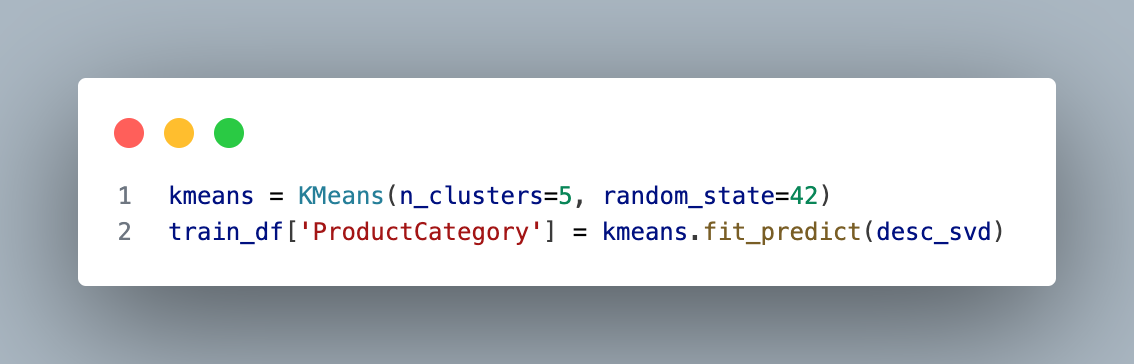 1 kmeans = KMeans(n_clusters=5, random_state=42)
2 train_df['ProductCategory'] = kmeans.fit_predict(desc_svd)